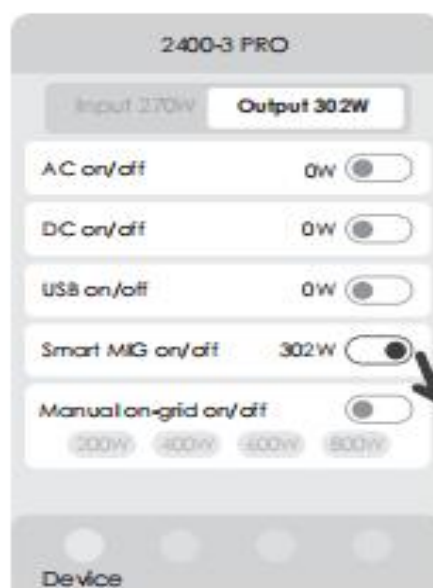 2400-3 PRO
Input 270W Output 302W
AC on/off 0W
DC on/off 0W
USB on/off 0W
Smart MIG on/off 302W
Manual on-grid on/off
200W 400W 600W 800W
Device